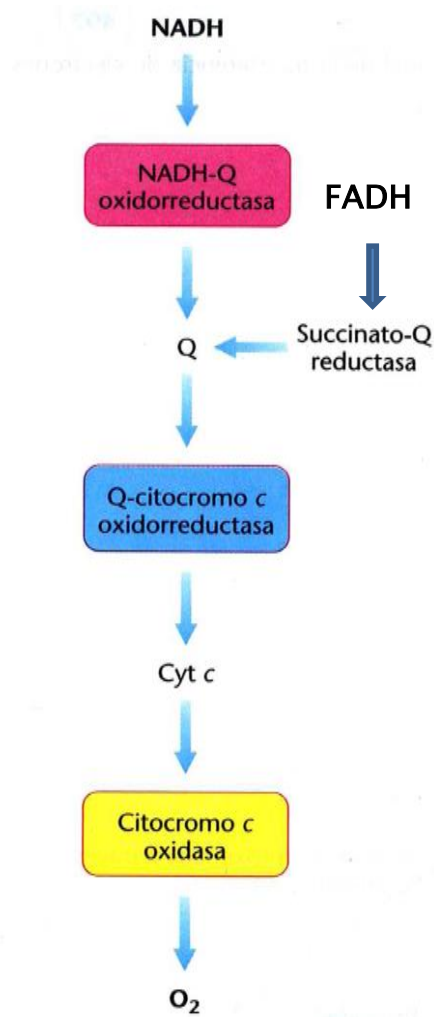 NADH
NADH-Q
oxidorreductasa
FADH
Q
Succinato-Q
reductasa
Q-citocromo c
oxidorreductasa
Cyt c
Citocromo c
oxidasa
O₂